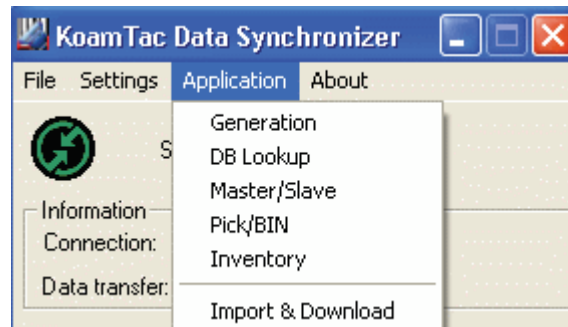 KoamTac Data Synchronizer
File Settings Application About
Generation
S
DB Lookup
Master/Slave
Information
Pick/BIN
Connection:
Inventory
Data transfer:
Import & Download